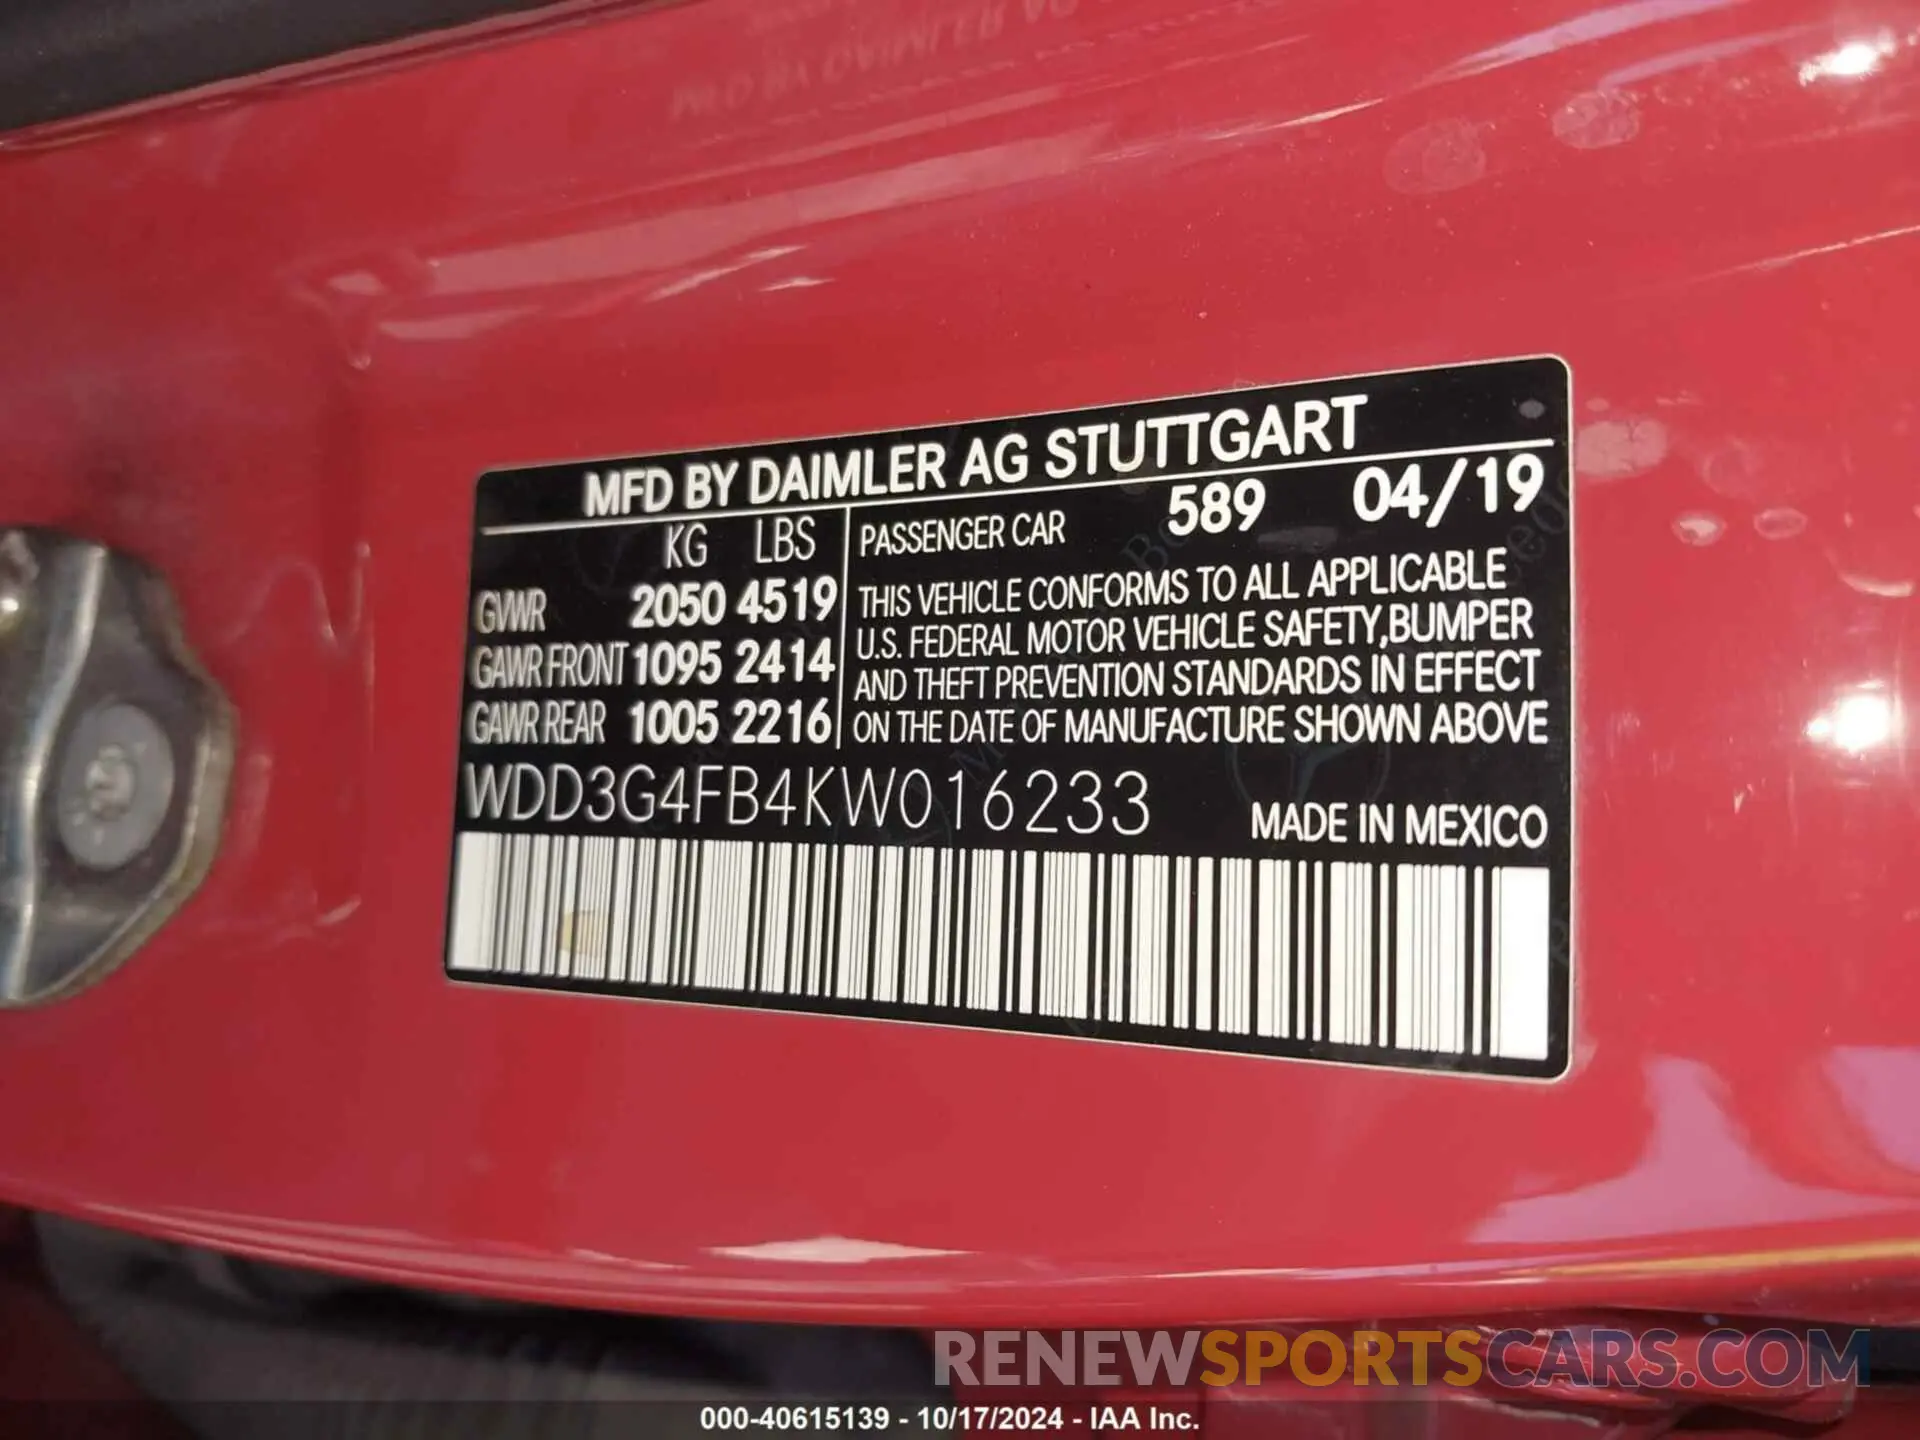 MFD BY DAIMLER AG STUTTGART
KG LBS
GVWR 2050 4519
GAWR FRONT 1095 2414
GAWR REAR 1005 2216
PASSENGER CAR 589 04/19
THIS VEHICLE CONFORMS TO ALL APPLICABLE
U.S. FEDERAL MOTOR VEHICLE SAFETY,BUMPER
AND THEFT PREVENTION STANDARDS IN EFFECT
ON THE DATE OF MANUFACTURE SHOWN ABOVE
WDD3G4FB4KW016233
MADE IN MEXICO
RENEWSPORTSCARS.COM
000-40615139 - 10/17/2024 - IAA Inc.